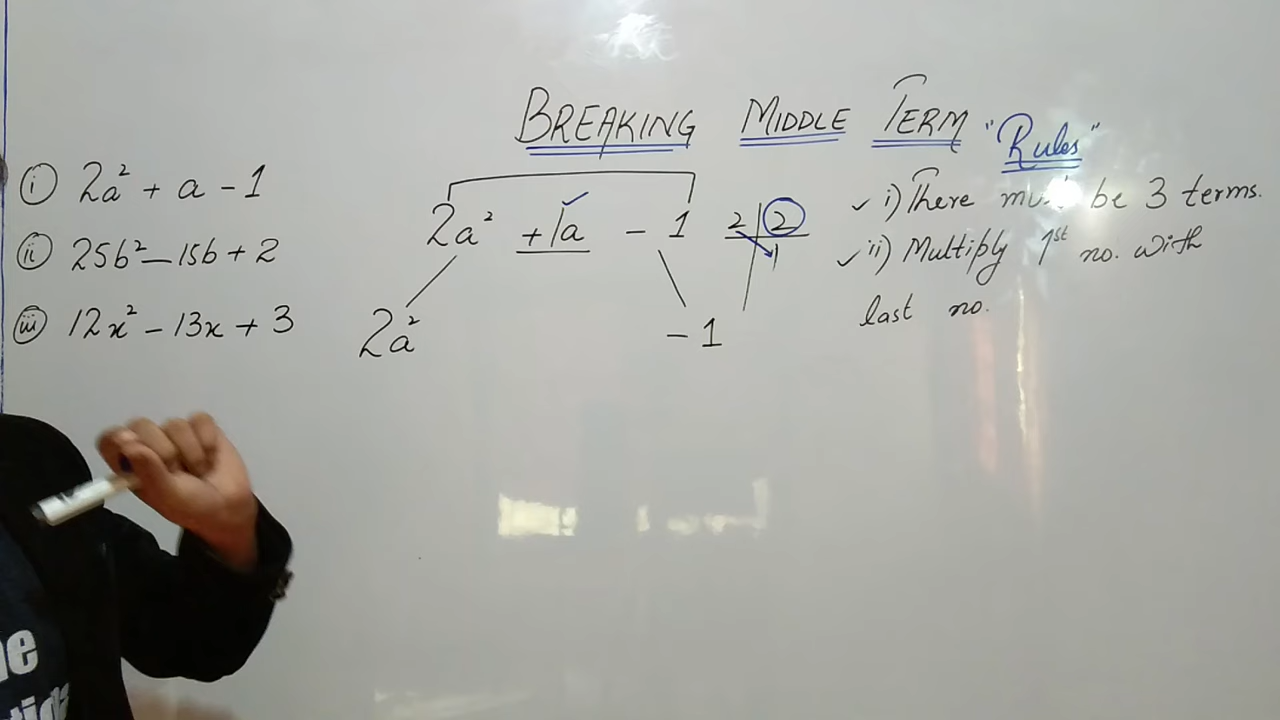 BREAKING MIDDLE TERM "Rules"
i) 2a² + a - 1
ii) 25b² - 15b + 2
iii) 12x² - 13x + 3
2a² + 1a - 1
2a² - 1
2 | 2
1
i) There must be 3 terms.
ii) Multiply 1st no. with
last no.